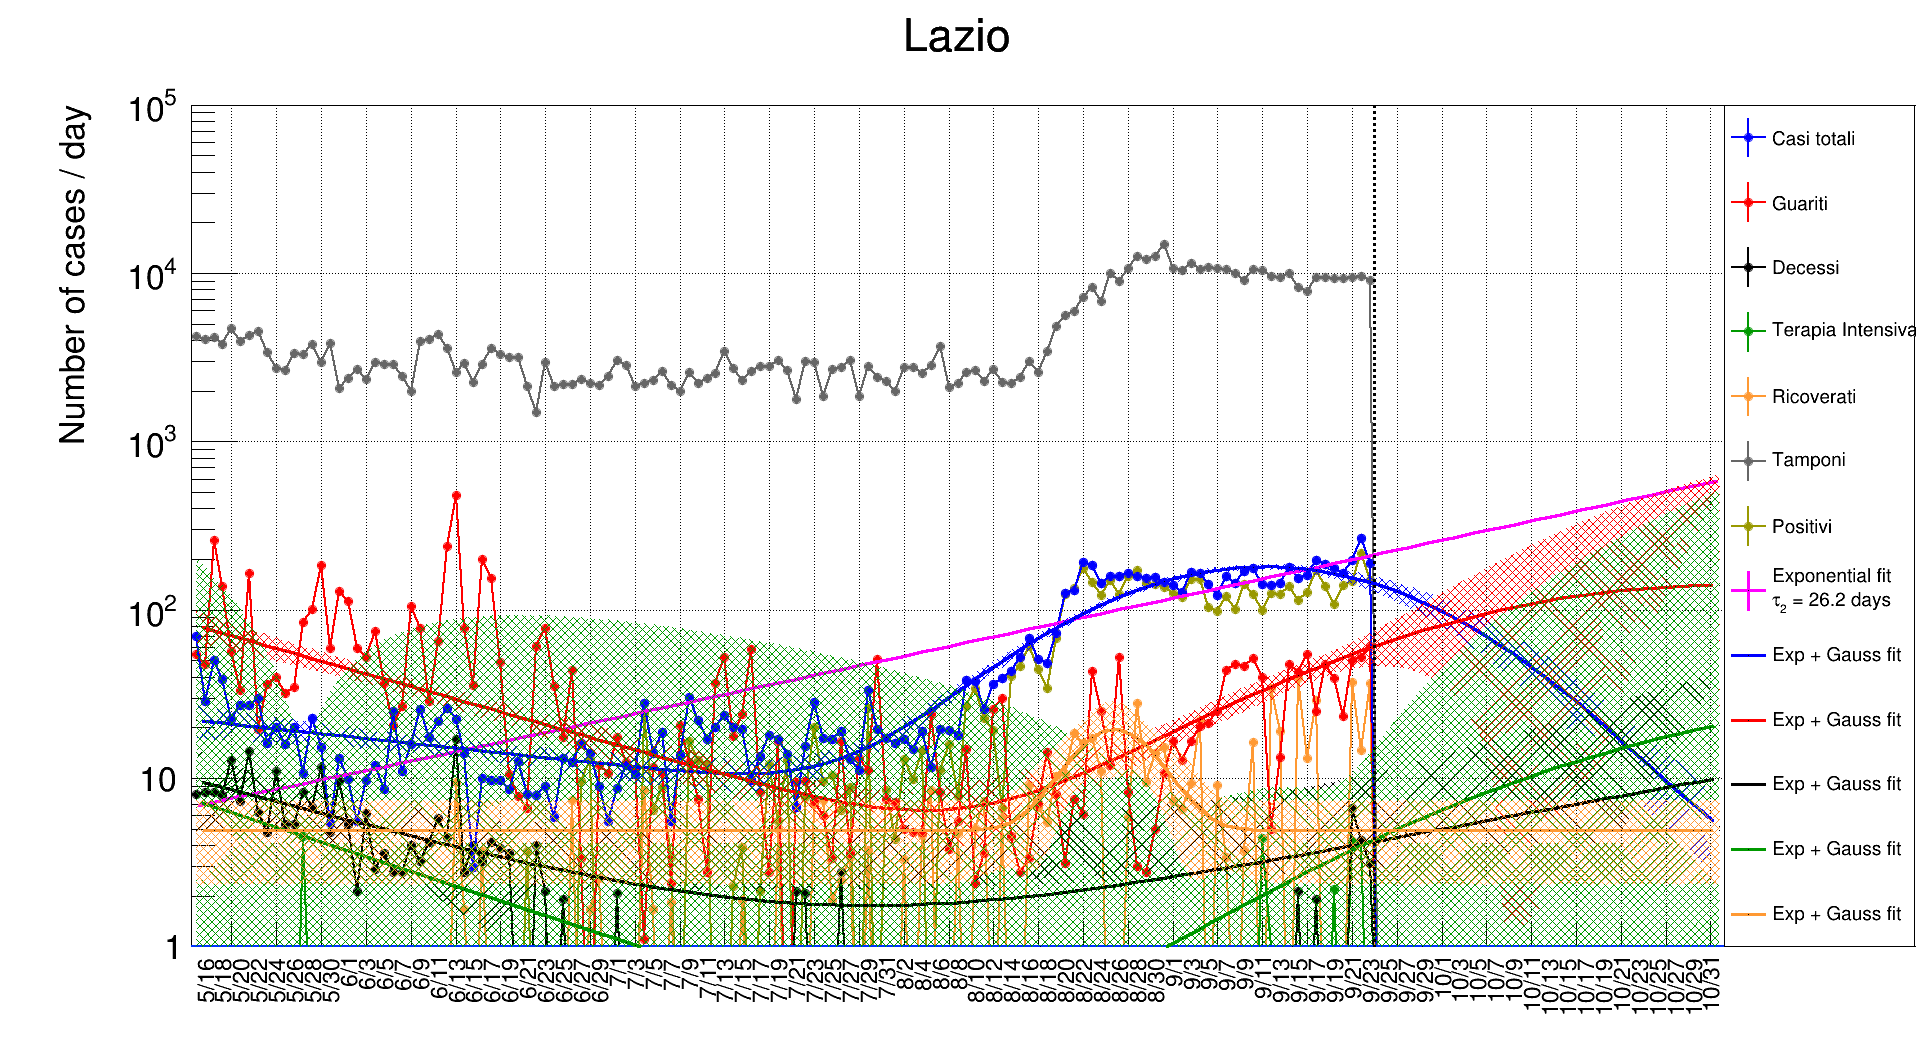 Lazio
Number of cases / day
10⁵
10⁴
10³
10²
10
1
5/16 5/18 5/20 5/22 5/24 5/26 5/28 5/30 6/1 6/3 6/5 6/7 6/9 6/11 6/13 6/15 6/17 6/19 6/21 6/23 6/25 6/27 6/29 7/1 7/3 7/5 7/7 7/9 7/11 7/13 7/15 7/17 7/19 7/21 7/23 7/25 7/27 7/29 7/31 8/2 8/4 8/6 8/8 8/10 8/12 8/14 8/16 8/18 8/20 8/22 8/24 8/26 8/28 8/30 9/1 9/3 9/5 9/7 9/9 9/11 9/13 9/15 9/17 9/19 9/21 9/23 9/25 9/27 9/29 10/1 10/3 10/5 10/7 10/9 10/11 10/13 10/15 10/17 10/19 10/21 10/23 10/25 10/27 10/29 10/31
Casi totali
Guariti
Decessi
Terapia Intensiva
Ricoverati
Tamponi
Positivi
Exponential fit
τ₂ = 26.2 days
Exp + Gauss fit
Exp + Gauss fit
Exp + Gauss fit
Exp + Gauss fit
Exp + Gauss fit